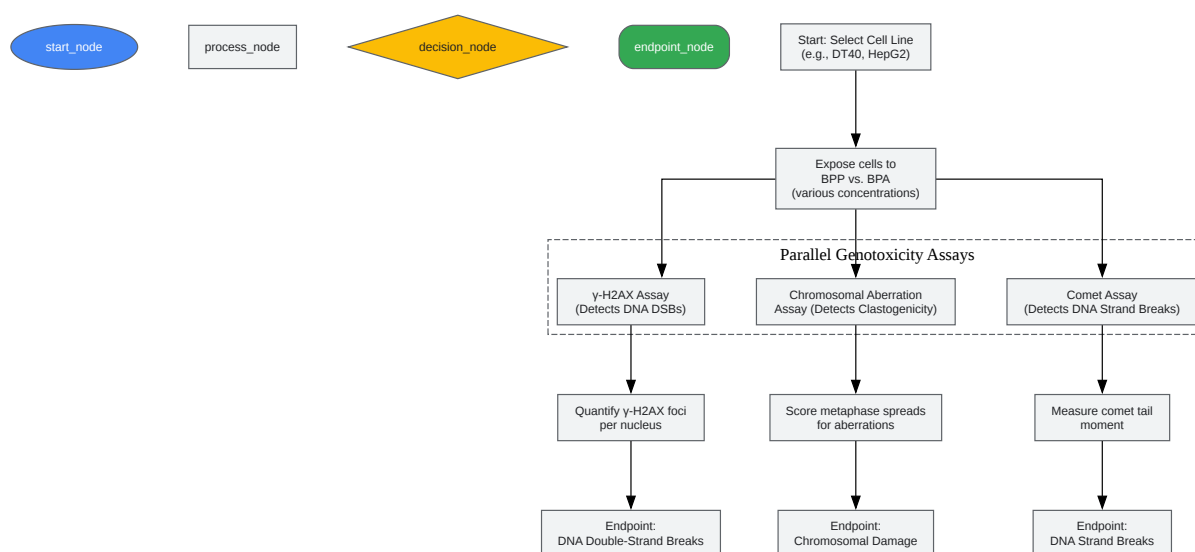 start_node
process_node
decision_node
endpoint_node
Start: Select Cell Line
(e.g., DT40, HepG2)
Expose cells to
BPP vs. BPA
(various concentrations)
Parallel Genotoxicity Assays
γ-H2AX Assay
(Detects DNA DSBs)
Chromosomal Aberration
Assay (Detects Clastogenicity)
Comet Assay
(Detects DNA Strand Breaks)
Quantify γ-H2AX foci
per nucleus
Score metaphase spreads
for aberrations
Measure comet tail
moment
Endpoint:
DNA Double-Strand Breaks
Endpoint:
Chromosomal Damage
Endpoint:
DNA Strand Breaks